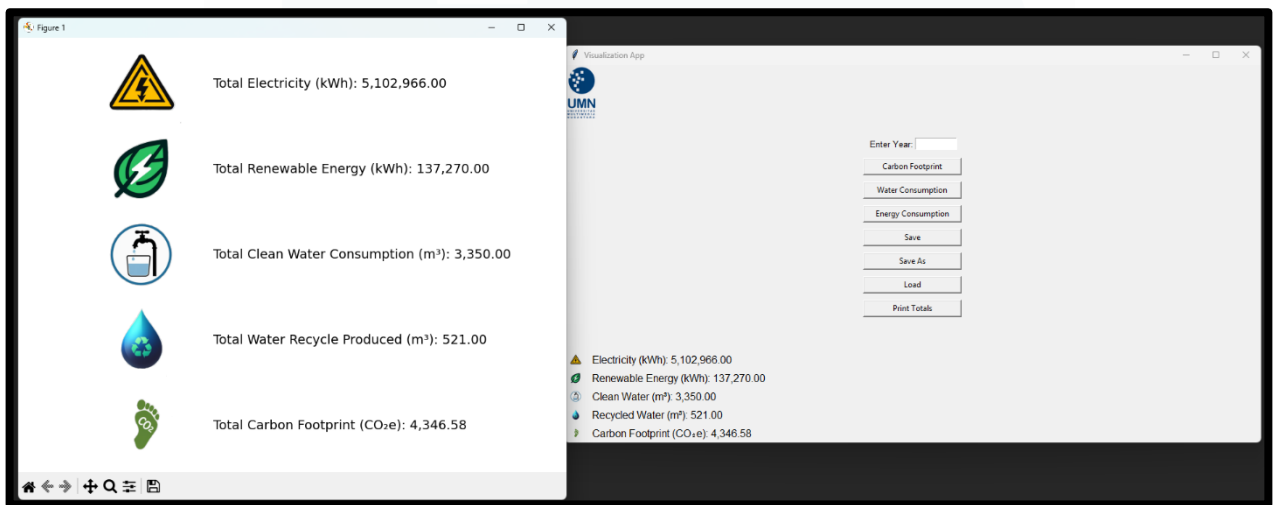 Figure 1
Total Electricity (kWh): 5,102,966.00
Total Renewable Energy (kWh): 137,270.00
Total Clean Water Consumption (m³): 3,350.00
Total Water Recycle Produced (m³): 521.00
CO₂
Total Carbon Footprint (CO₂e): 4,346.58
Visualization App
UMN
UNIVERSITAS
MULTIMEDIA
NUSANTARA
Enter Year:
Carbon Footprint
Water Consumption
Energy Consumption
Save
Save As
Load
Print Totals
Electricity (kWh): 5,102,966.00
Renewable Energy (kWh): 137,270.00
Clean Water (m³): 3,350.00
Recycled Water (m³): 521.00
Carbon Footprint (CO₂e): 4,346.58